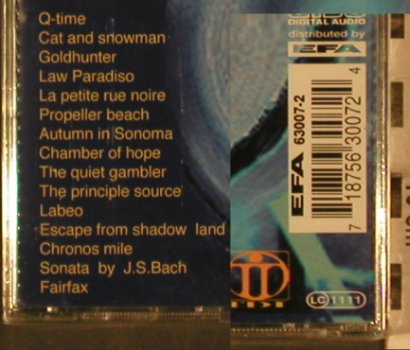 Q-time
Cat and snowman
Goldhunter
Law Paradiso
La petite rue noire
Propeller beach
Autumn in Sonoma
Chamber of hope
The quiet gambler
The principle source
Labeo
Escape from shadow land
Chronos mile
Sonata by J.S.Bach
Fairfax
DIGITAL AUDIO
distributed by
EFA
EFA 63007-2
7 18756 30072 4
LC 1111